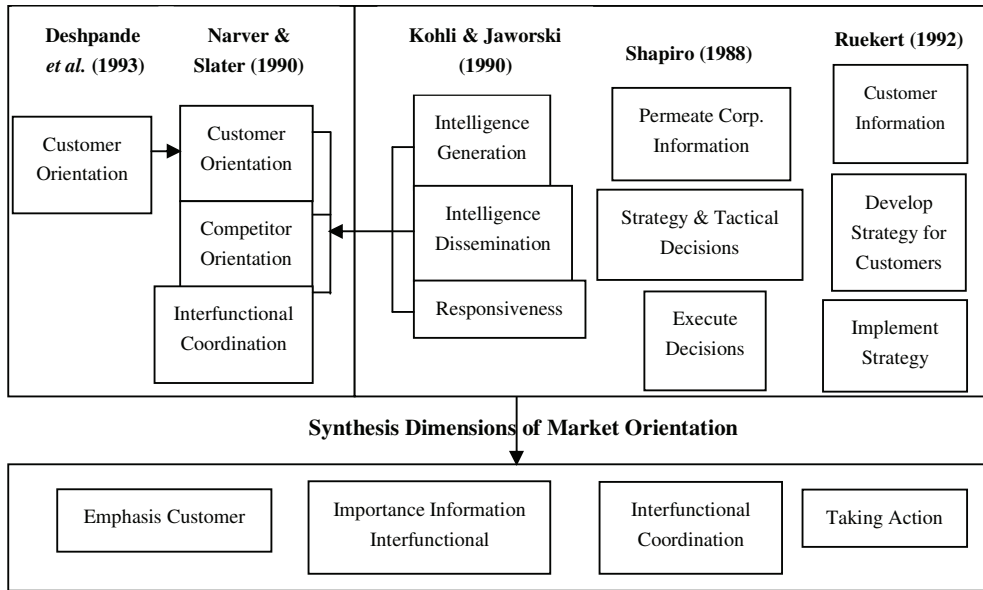 Deshpande
et al. (1993)
Narver &
Slater (1990)
Kohli & Jaworski
(1990)
Shapiro (1988)
Ruekert (1992)
Customer
Orientation
Customer
Orientation
Competitor
Orientation
Interfunctional
Coordination
Intelligence
Generation
Intelligence
Dissemination
Responsiveness
Permeate Corp.
Information
Strategy & Tactical
Decisions
Execute
Decisions
Customer
Information
Develop
Strategy for
Customers
Implement
Strategy
Synthesis Dimensions of Market Orientation
Emphasis Customer
Importance Information
Interfunctional
Interfunctional
Coordination
Taking Action